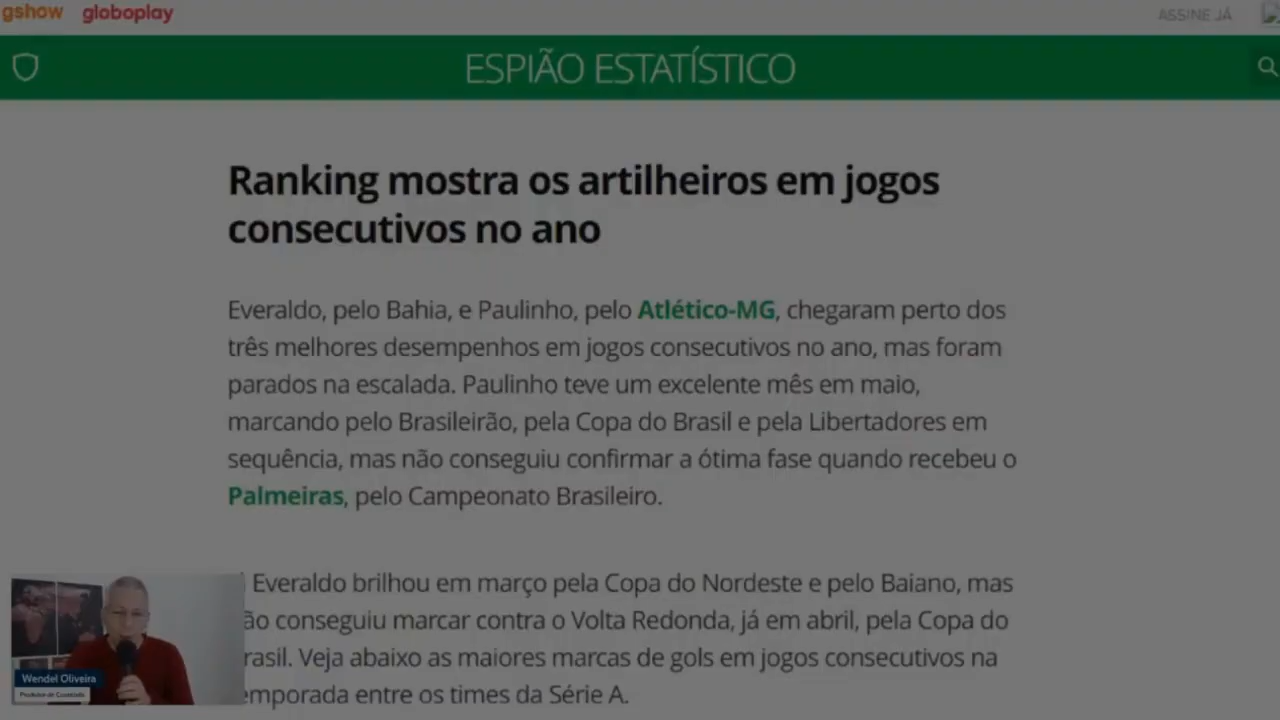 gshow globoplay ASSINE JÁ
ESPIÃO ESTATÍSTICO
Ranking mostra os artilheiros em jogos
consecutivos no ano
Everaldo, pelo Bahia, e Paulinho, pelo Atlético-MG, chegaram perto dos
três melhores desempenhos em jogos consecutivos no ano, mas foram
parados na escalada. Paulinho teve um excelente mês em maio,
marcando pelo Brasileirão, pela Copa do Brasil e pela Libertadores em
sequência, mas não conseguiu confirmar a ótima fase quando recebeu o
Palmeiras, pelo Campeonato Brasileiro.
Everaldo brilhou em março pela Copa do Nordeste e pelo Baiano, mas
ão conseguiu marcar contra o Volta Redonda, já em abril, pela Copa do
rasil. Veja abaixo as maiores marcas de gols em jogos consecutivos na
emporada entre os times da Série A.
Wendel Oliveira
Produtor de Conteúdo